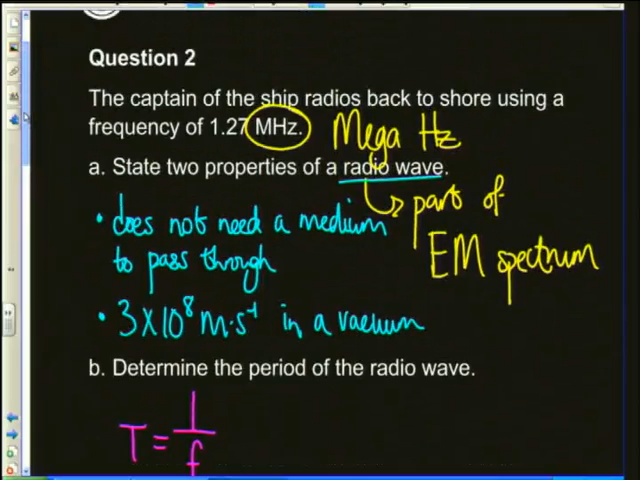 Question 2
The captain of the ship radios back to shore using a
frequency of 1.27 MHz. Mega Hz
a. State two properties of a radio wave.
part of
EM spectrum
• does not need a medium
to pass through
• 3×10⁸ m·s⁻¹ in a vacuum
b. Determine the period of the radio wave.
T = 1/f